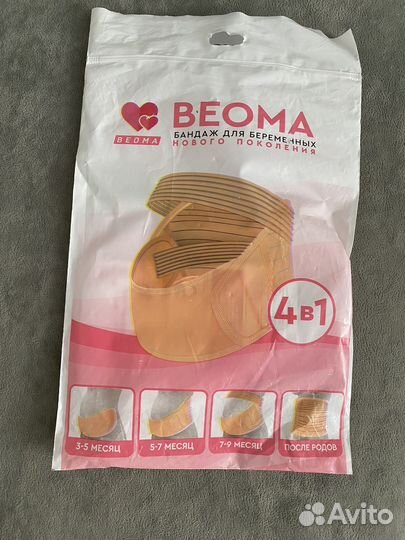 BEOMA
BEOMA
БАНДАЖ ДЛЯ БЕРЕМЕННЫХ
НОВОГО ПОКОЛЕНИЯ
4в1
3-5 МЕСЯЦ
5-7 МЕСЯЦ
7-9 МЕСЯЦ
ПОСЛЕ РОДОВ
Avito